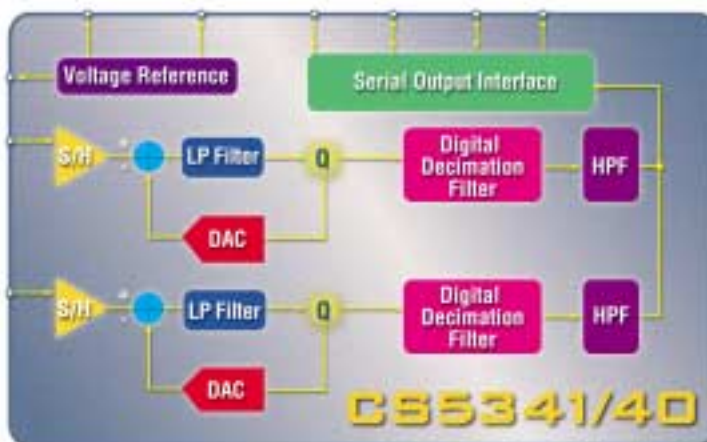 Voltage Reference
Serial Output Interface
S/H
LP Filter
Q
Digital
Decimation
Filter
HPF
DAC
S/H
LP Filter
Q
Digital
Decimation
Filter
HPF
DAC
CS5341/40